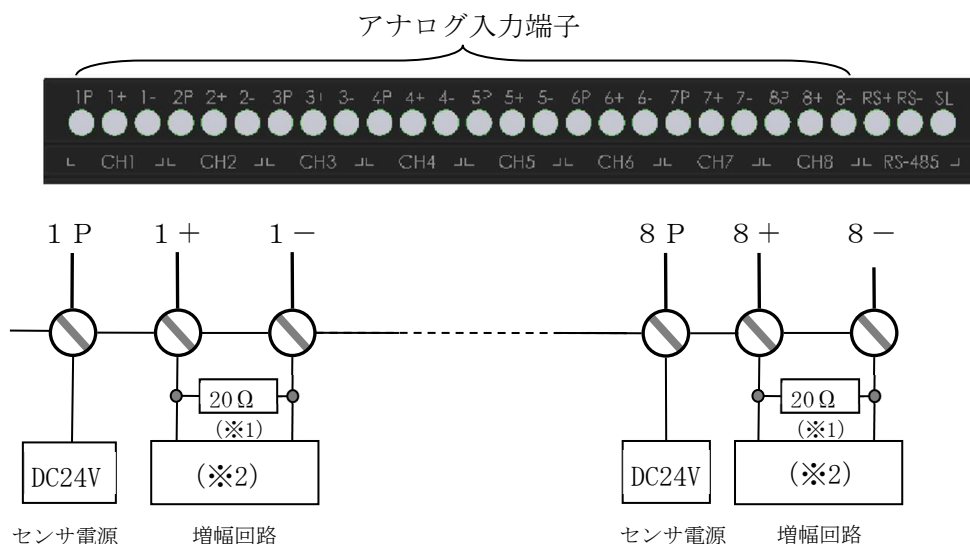 アナログ入力端子
1P 1+ 1- 2P 2+ 2- 3P 3+ 3- 4P 4+ 4- 5P 5+ 5- 6P 6+ 6- 7P 7+ 7- 8P 8+ 8- RS+ RS- SL
CH1 CH2 CH3 CH4 CH5 CH6 CH7 CH8 RS-485
1P 1+ 1- 8P 8+ 8-
20Ω 20Ω
(※1) (※1)
DC24V (※2) DC24V (※2)
センサ電源 増幅回路 センサ電源 増幅回路